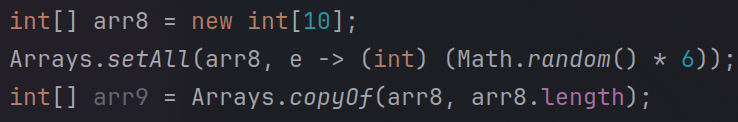 int[] arr8 = new int[10];
Arrays.setAll(arr8, e -> (int) (Math.random() * 6));
int[] arr9 = Arrays.copyOf(arr8, arr8.length);